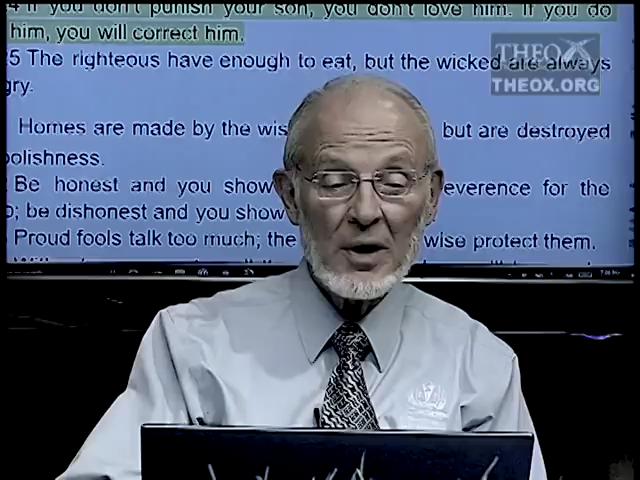 4 If you don't punish your son, you don't love him. If you do
him, you will correct him.
25 The righteous have enough to eat, but the wicked are always
gry.
Homes are made by the wis but are destroyed
oolishness.
Be honest and you show everence for the
; be dishonest and you show
Proud fools talk too much; the wise protect them.
THEOX
THEOX.ORG